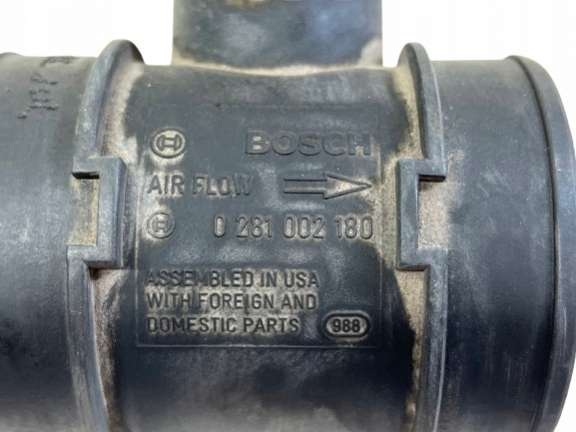 BOSCH
AIR FLOW
0 281 002 180
ASSEMBLED IN USA
WITH FOREIGN AND
DOMESTIC PARTS 988